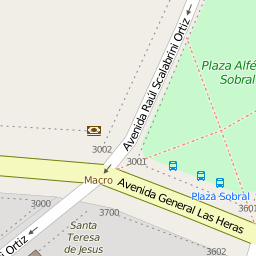 Avenida Raúl Scalabrini Ortiz
Plaza Alfé
Sobral
3002
3001
Macro
Plaza Sobral
Avenida General Las Heras
3000
3700
3601
Santa
Teresa
de Jesus
ni Ortiz
3602